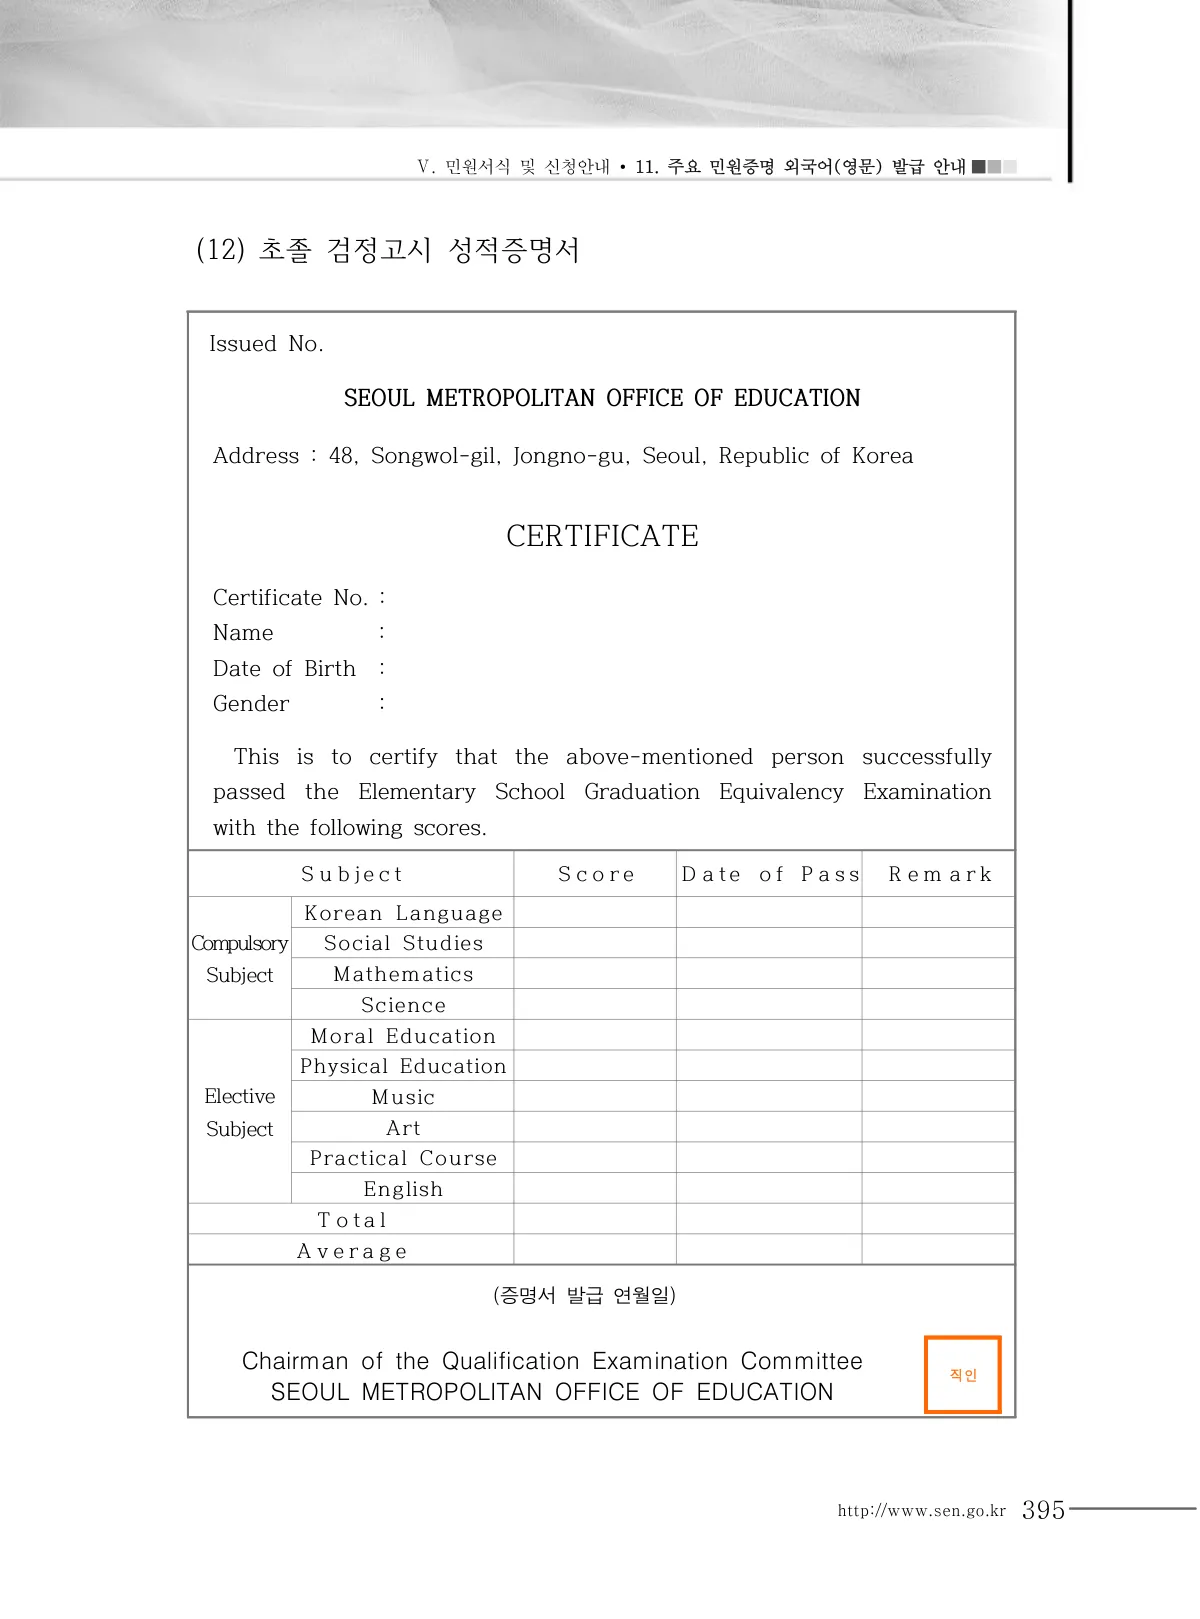 Ⅴ. 민원서식 및 신청안내 • 11. 주요 민원증명 외국어(영문) 발급 안내
(12) 초졸 검정고시 성적증명서
Issued No.
SEOUL METROPOLITAN OFFICE OF EDUCATION
Address : 48, Songwol-gil, Jongno-gu, Seoul, Republic of Korea
CERTIFICATE
Certificate No. :
Name :
Date of Birth :
Gender :
This is to certify that the above-mentioned person successfully
passed the Elementary School Graduation Equivalency Examination
with the following scores.
Subject Score Date of Pass Remark
Compulsory Subject
Korean Language
Social Studies
Mathematics
Science
Elective Subject
Moral Education
Physical Education
Music
Art
Practical Course
English
Total
Average
(증명서 발급 연월일)
Chairman of the Qualification Examination Committee
SEOUL METROPOLITAN OFFICE OF EDUCATION
직인
http://www.sen.go.kr 395